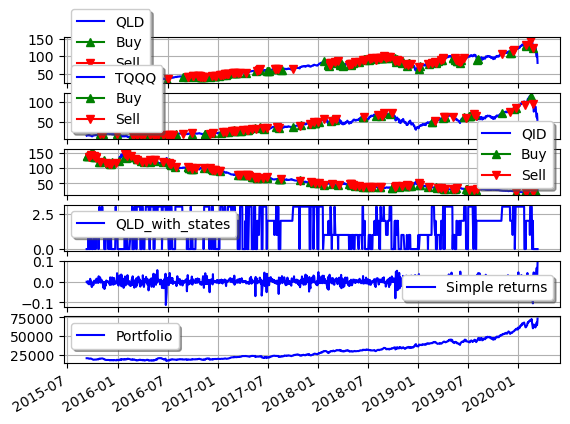 QLD
Buy
Sell
150
100
50
TQQQ
Buy
Sell
100
50
QID
Buy
Sell
150
100
50
QLD_with_states
2.5
0.0
Simple returns
0.1
0.0
−0.1
Portfolio
75000
50000
25000
2015-07
2016-01
2016-07
2017-01
2017-07
2018-01
2018-07
2019-01
2019-07
2020-01